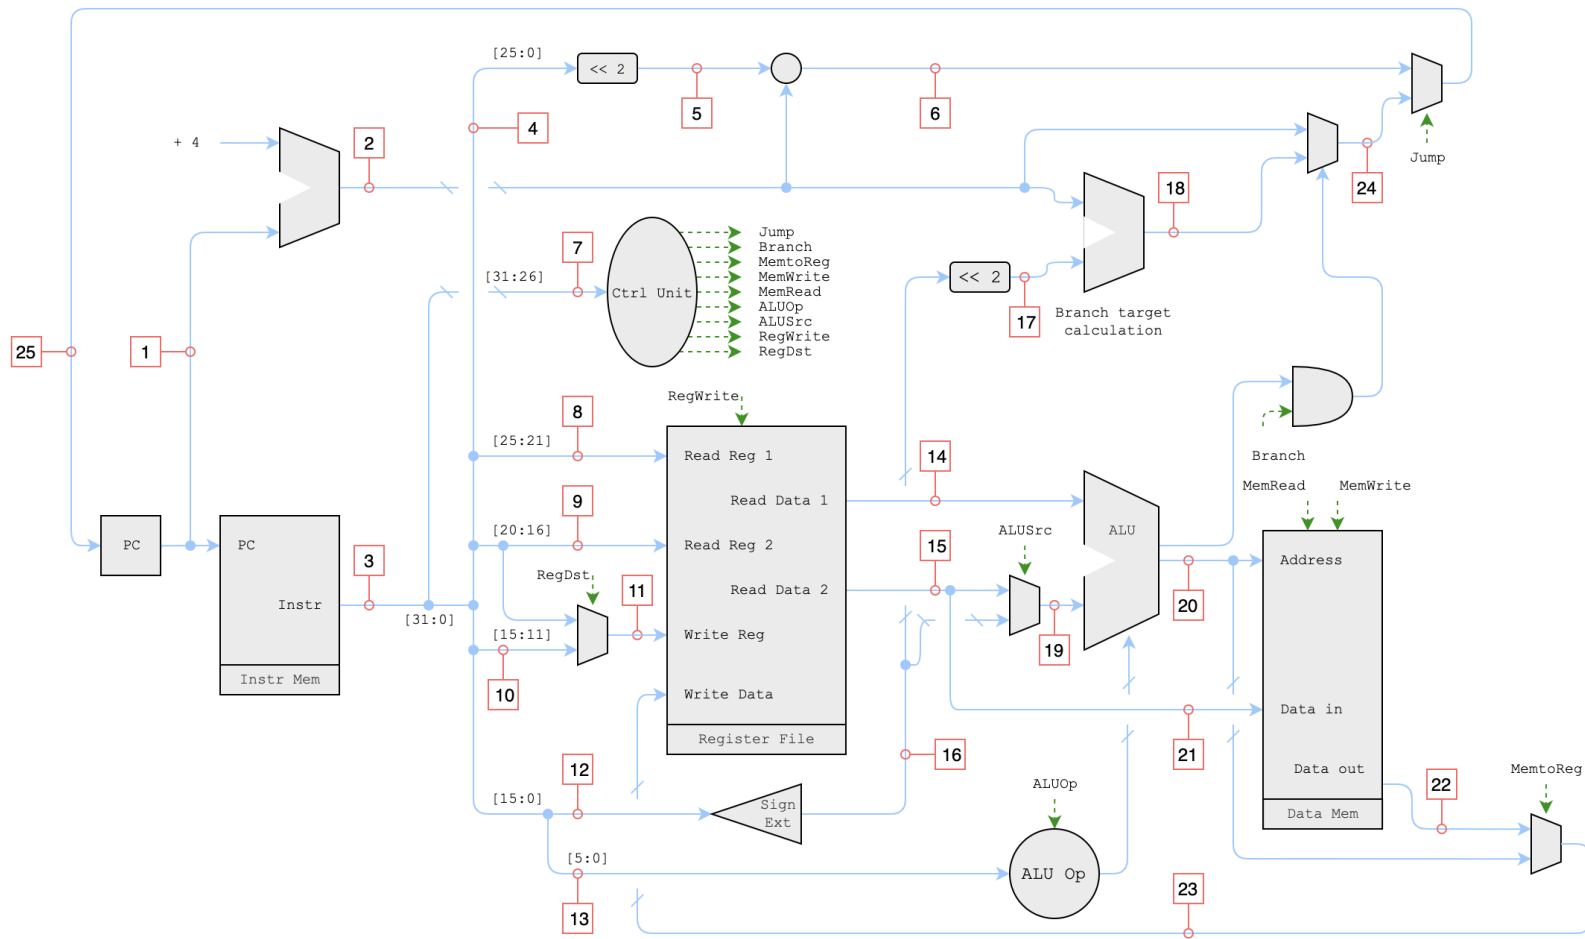 [25:0]
<< 2
5
6
4
+ 4
2
Jump
24
18
7
[31:26]
Ctrl Unit
Jump
Branch
MemtoReg
MemWrite
MemRead
ALUOp
ALUSrc
RegWrite
RegDst
<< 2
17
Branch target
calculation
25
1
RegWrite
8
[25:21]
Read Reg 1
14
Read Data 1
Branch
MemRead
MemWrite
9
[20:16]
Read Reg 2
15
Read Data 2
ALUSrc
ALU
PC
PC
Instr
3
[31:0]
Instr Mem
RegDst
11
[15:11]
10
Write Reg
Write Data
Register File
19
20
Address
Data in
21
Data out
Data Mem
22
MemtoReg
16
12
[15:0]
Sign
Ext
ALUOp
ALU Op
[5:0]
13
23